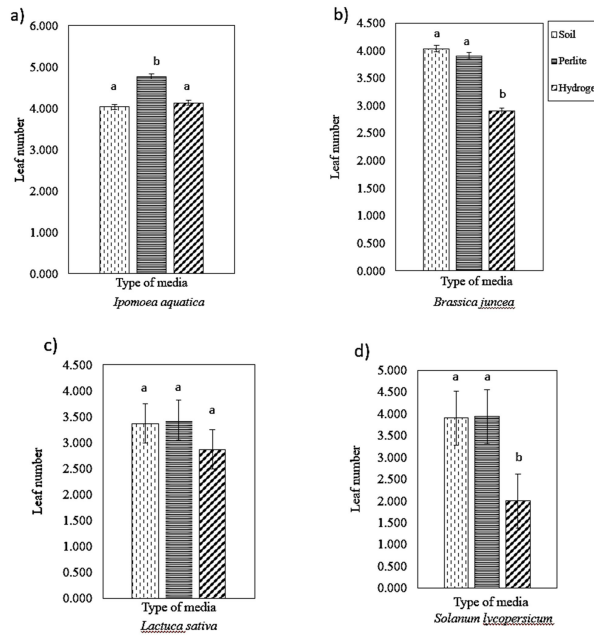 a)
6.000
5.000
4.000
3.000
2.000
1.000
0.000
Leaf number
a
b
a
Type of media
Ipomoea aquatica
b)
4.500
4.000
3.500
3.000
2.500
2.000
1.500
1.000
0.500
0.000
Leaf number
a
a
b
Type of media
Brassica juncea
Soil
Perlite
Hydroge
c)
4.500
4.000
3.500
3.000
2.500
2.000
1.500
1.000
0.500
0.000
Leaf number
a
a
a
Type of media
Lactuca sativa
d)
5.000
4.500
4.000
3.500
3.000
2.500
2.000
1.500
1.000
0.500
0.000
Leaf number
a
a
b
Type of media
Solanum lycopersicum